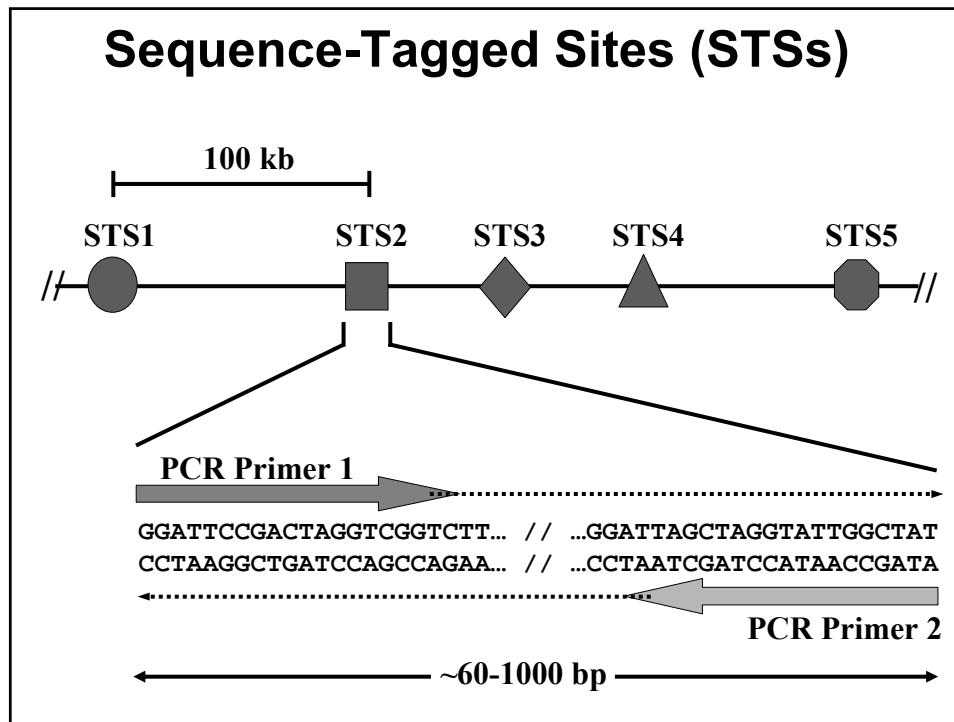 Sequence-Tagged Sites (STSs)
100 kb
STS1 STS2 STS3 STS4 STS5
// //
PCR Primer 1
GGATTCCGACTAGGTCGGTCTT... // ...GGATTAGCTAGGTATTGGCTAT
CCTAAGGCTGATCCAGCCAGAA... // ...CCTAATCGATCCATAACCGATA
PCR Primer 2
~60-1000 bp